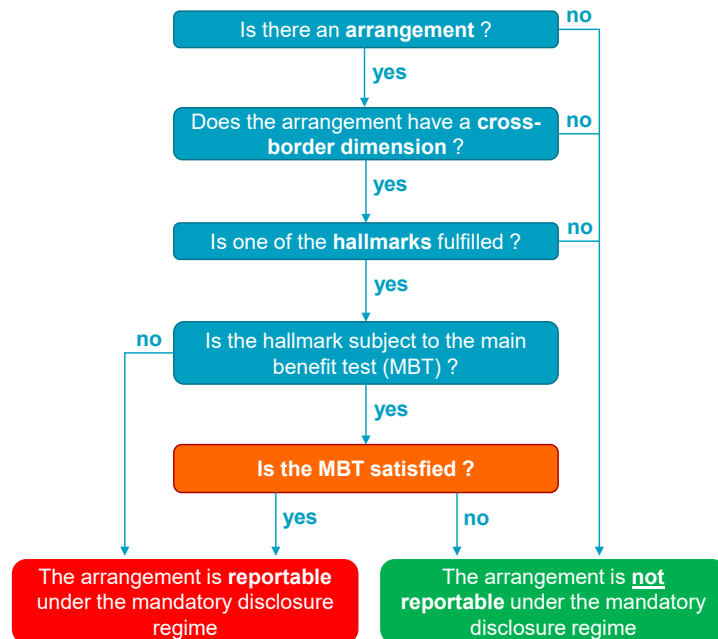 no
Is there an arrangement ?
yes
no
Does the arrangement have a cross-
border dimension ?
yes
no
Is one of the hallmarks fulfilled ?
yes
no
Is the hallmark subject to the main
benefit test (MBT) ?
yes
Is the MBT satisfied ?
yes
no
The arrangement is reportable
under the mandatory disclosure
regime
The arrangement is not
reportable under the mandatory
disclosure regime